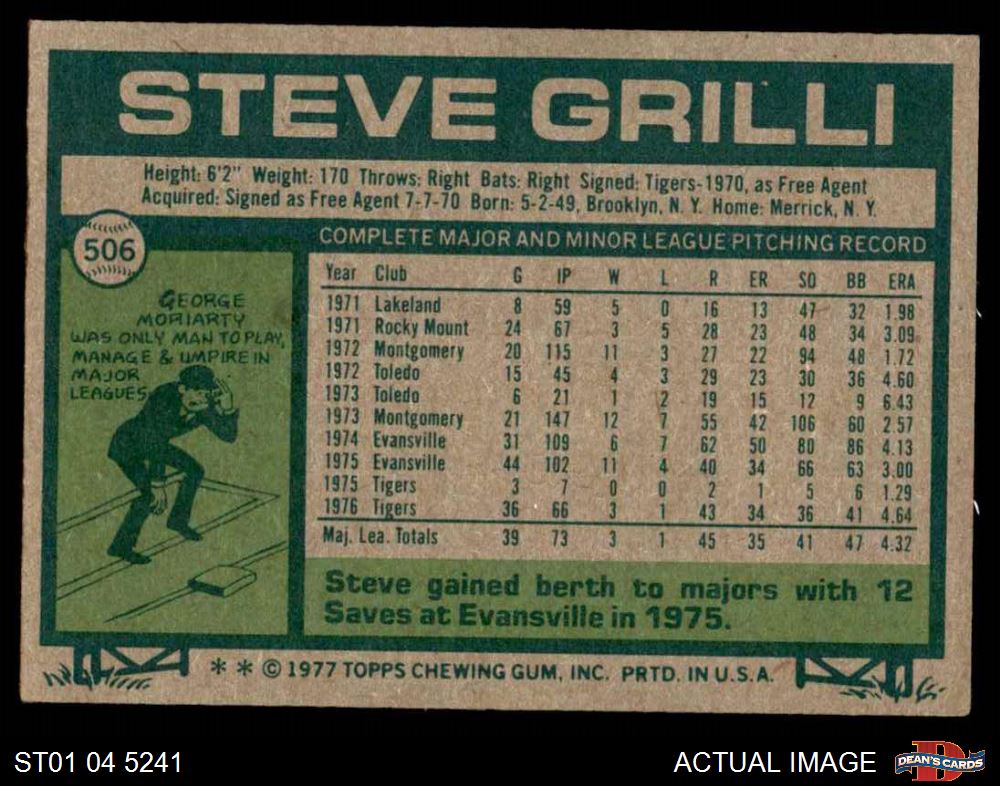 STEVE GRILLI
Height: 6'2" Weight: 170 Throws: Right Bats: Right Signed: Tigers-1970, as Free Agent
Acquired: Signed as Free Agent 7-7-70 Born: 5-2-49, Brooklyn, N. Y. Home: Merrick, N. Y.
506
GEORGE
MORIARTY
WAS ONLY MAN TO PLAY,
MANAGE & UMPIRE IN
MAJOR
LEAGUES
COMPLETE MAJOR AND MINOR LEAGUE PITCHING RECORD
Year Club G IP W L R ER SO BB ERA
1971 Lakeland 8 59 5 0 16 13 47 32 1.98
1971 Rocky Mount 24 67 3 5 28 23 48 34 3.09
1972 Montgomery 20 115 11 3 27 22 94 48 1.72
1972 Toledo 15 45 4 3 29 23 30 36 4.60
1973 Toledo 6 21 1 2 19 15 12 9 6.43
1973 Montgomery 21 147 12 7 55 42 106 60 2.57
1974 Evansville 31 109 6 7 62 50 80 86 4.13
1975 Evansville 44 102 11 4 40 34 66 63 3.00
1975 Tigers 3 7 0 0 2 1 5 6 1.29
1976 Tigers 36 66 3 1 43 34 36 41 4.64
Maj. Lea. Totals 39 73 3 1 45 35 41 47 4.32
Steve gained berth to majors with 12
Saves at Evansville in 1975.
* * © 1977 TOPPS CHEWING GUM, INC. PRTD. IN U.S.A.
ST01 04 5241
ACTUAL IMAGE
D
DEAN'S CARDS